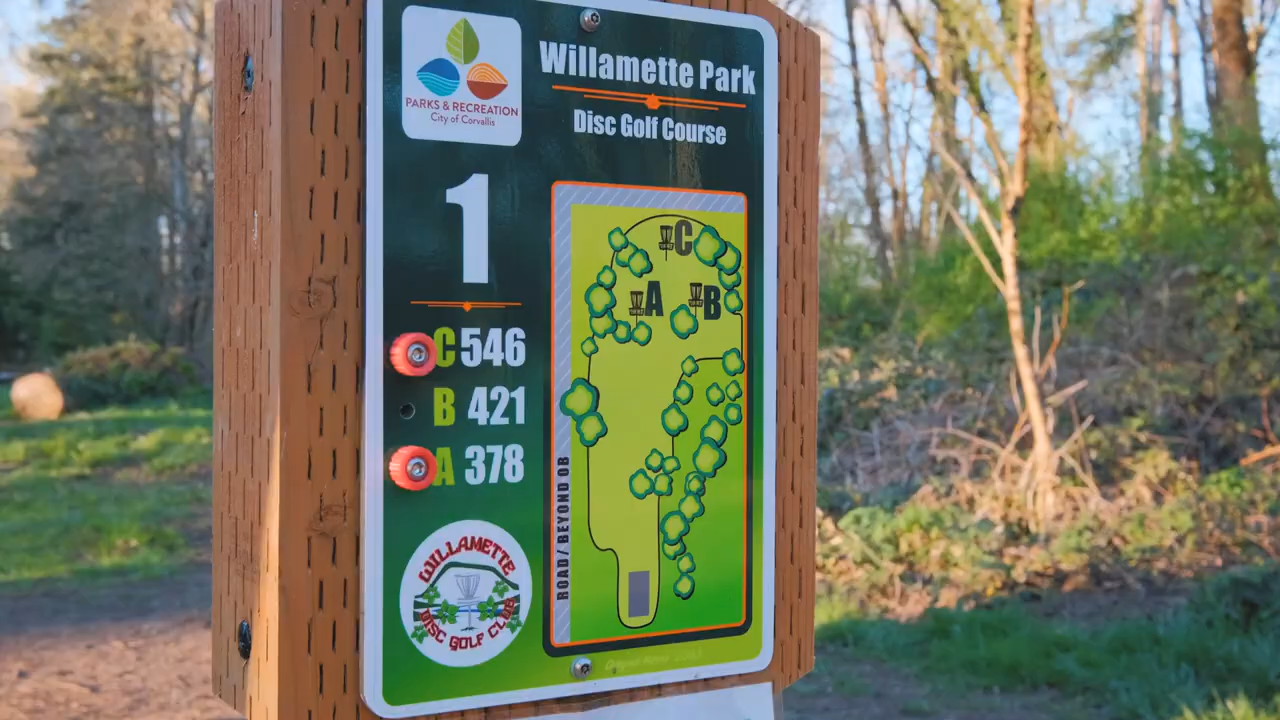 PARKS & RECREATION
City of Corvallis
Willamette Park
Disc Golf Course
1
C 546
B 421
A 378
C
A
B
ROAD / BEYOND OB
WILLAMETTE
DISC GOLF CLUB